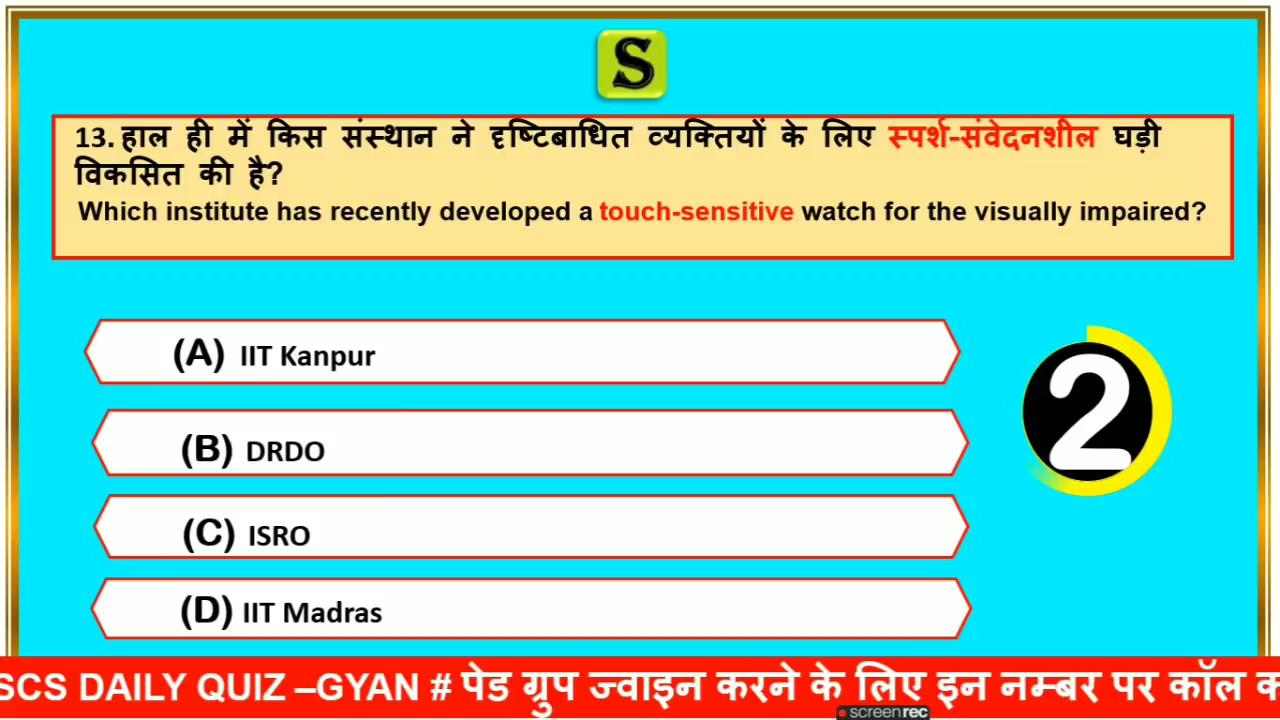 S
13. हाल ही में किस संस्थान ने दृष्टिबाधित व्यक्तियों के लिए स्पर्श-संवेदनशील घड़ी
विकसित की है?
Which institute has recently developed a touch-sensitive watch for the visually impaired?
(A) IIT Kanpur
2
(B) DRDO
(C) ISRO
(D) IIT Madras
SCS DAILY QUIZ –GYAN # पेड ग्रुप ज्वाइन करने के लिए इन नम्बर पर कॉल
screenrec